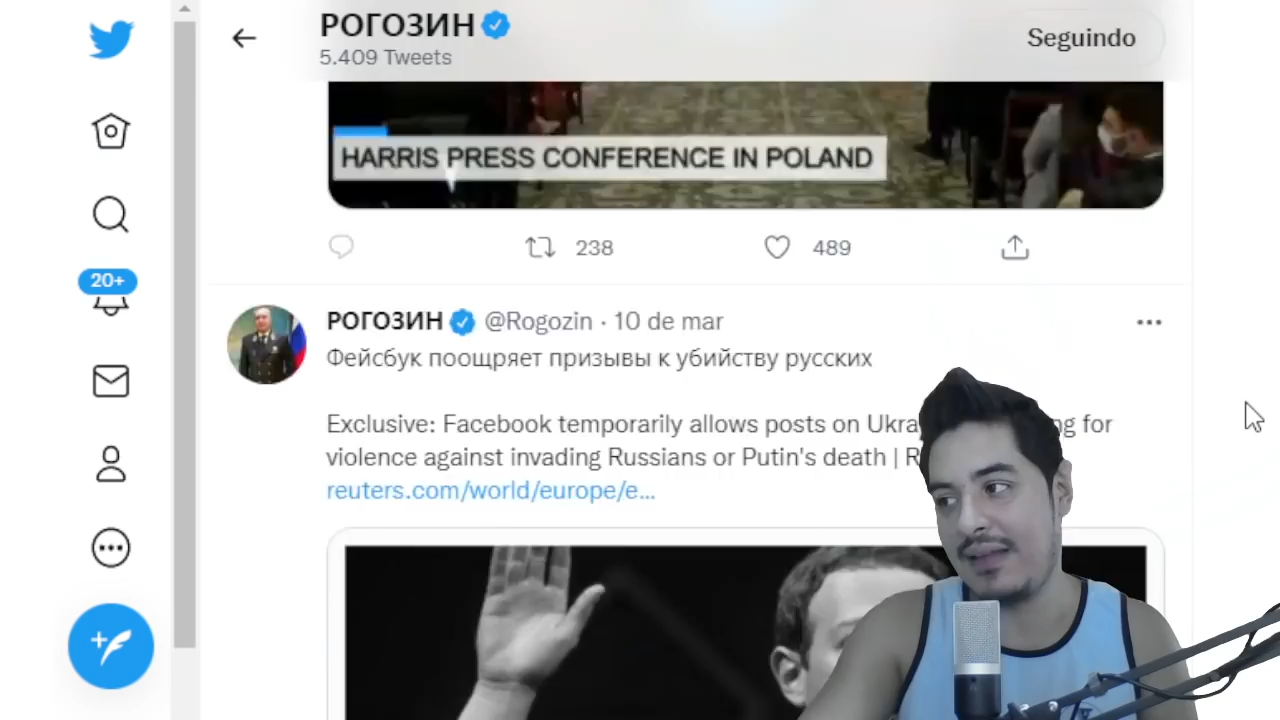 РОГОЗИН
5.409 Tweets
Seguindo
HARRIS PRESS CONFERENCE IN POLAND
238
489
20+
РОГОЗИН @Rogozin · 10 de mar
Фейсбук поощряет призывы к убийству русских
Exclusive: Facebook temporarily allows posts on for
violence against invading Russians or Putin's death |
reuters.com/world/europe/e...